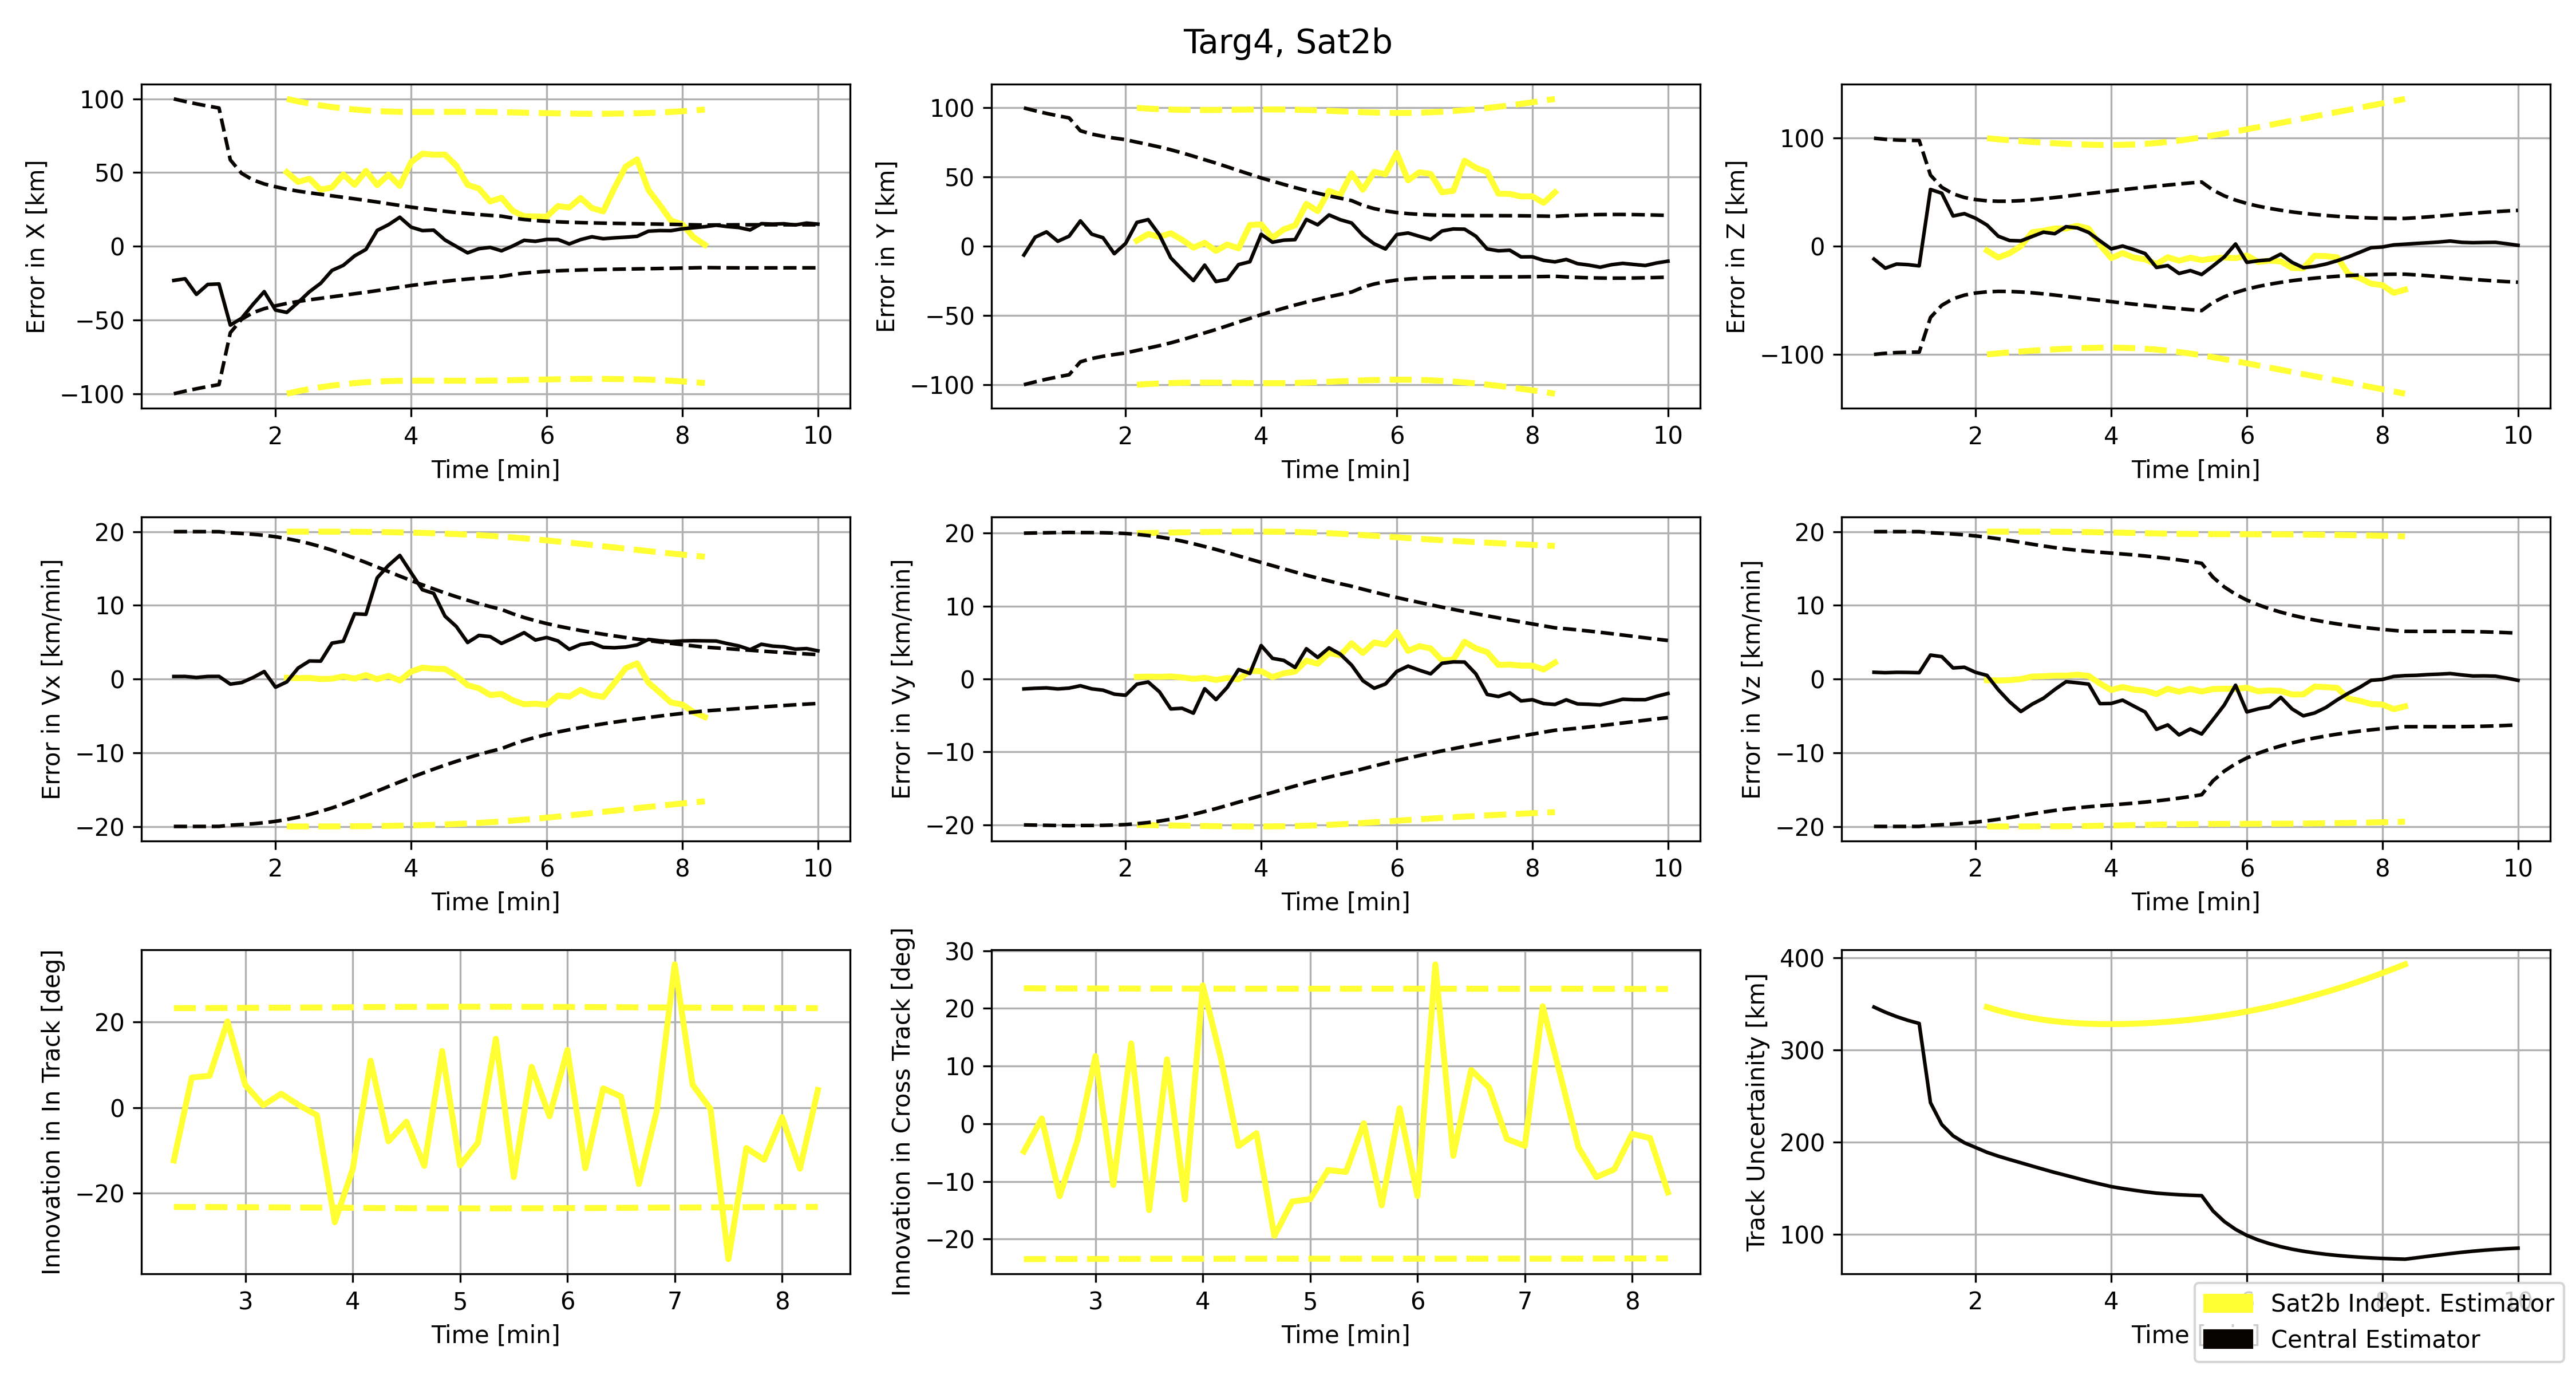 Targ4, Sat2b
Error in X [km]
100
50
0
−50
−100
2 4 6 8 10
Time [min]
Error in Y [km]
100
50
0
−50
−100
2 4 6 8 10
Time [min]
Error in Z [km]
100
0
−100
2 4 6 8 10
Time [min]
Error in Vx [km/min]
20
10
0
−10
−20
2 4 6 8 10
Time [min]
Error in Vy [km/min]
20
10
0
−10
−20
2 4 6 8 10
Time [min]
Error in Vz [km/min]
20
10
0
−10
−20
2 4 6 8 10
Time [min]
Innovation in In Track [deg]
20
0
−20
3 4 5 6 7 8
Time [min]
Innovation in Cross Track [deg]
30
20
10
0
−10
−20
3 4 5 6 7 8
Time [min]
Track Uncertainity [km]
400
300
200
100
2 4 6 8 10
Time [min]
Sat2b Indept. Estimator
Central Estimator